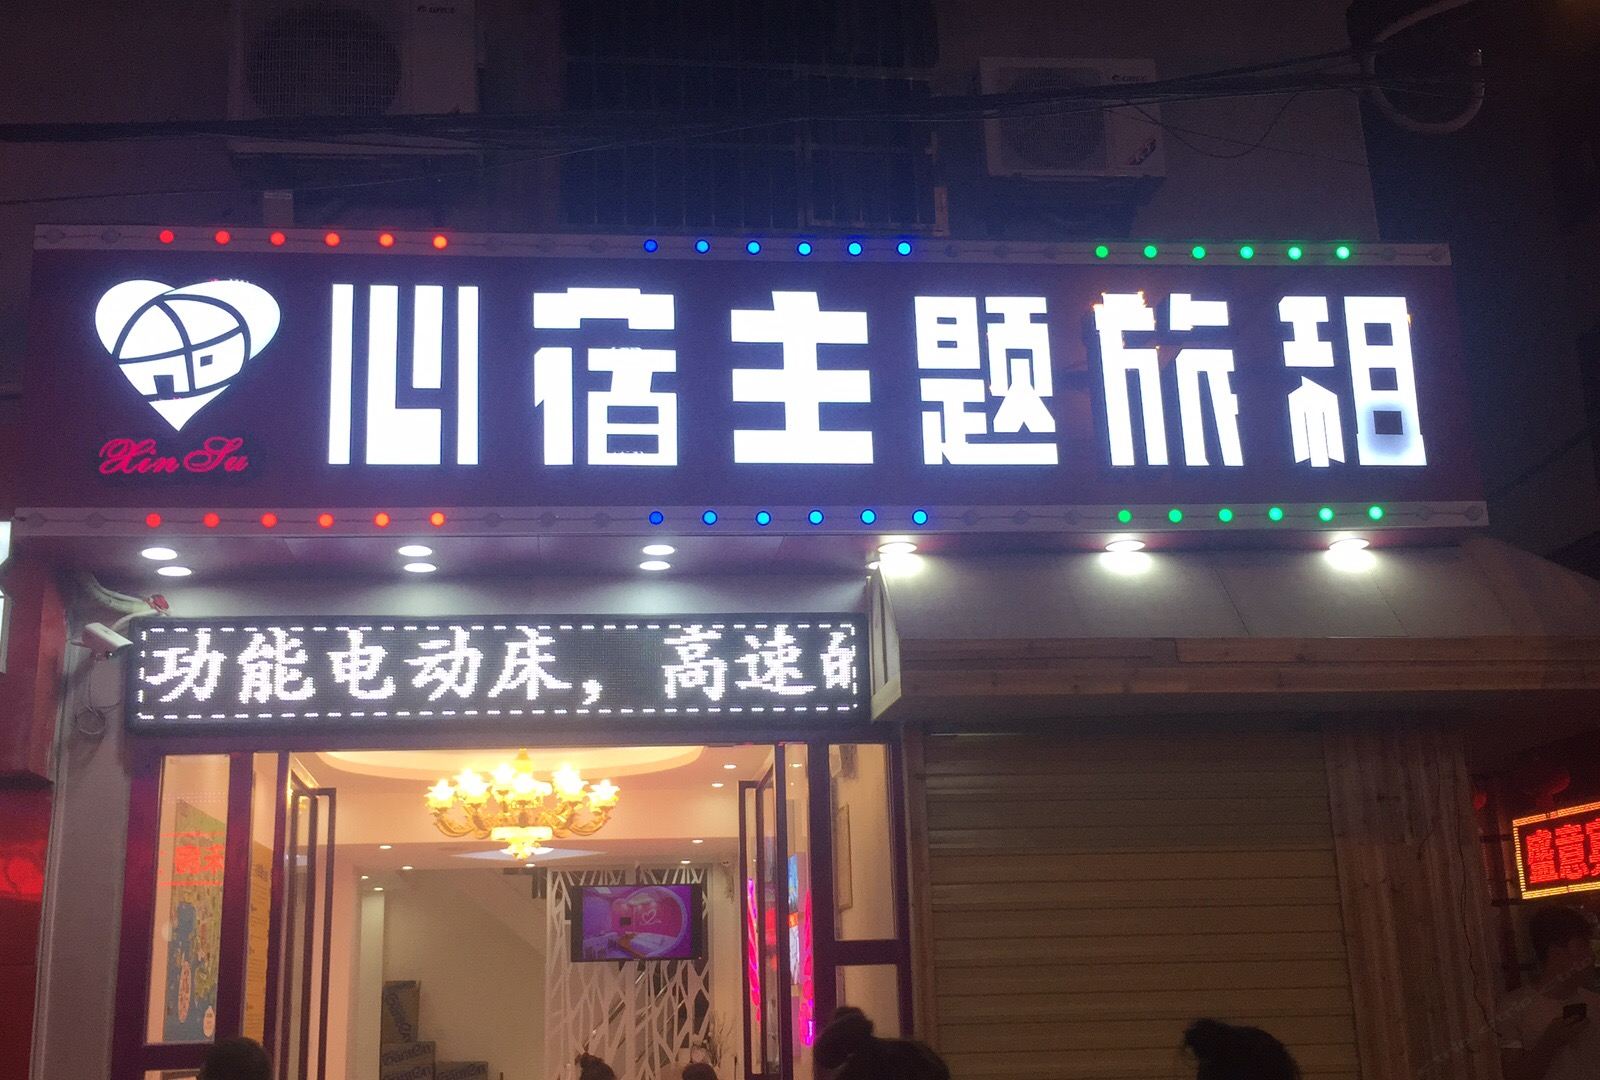 心宿主题旅租
Xin Su
功能电动床，高速